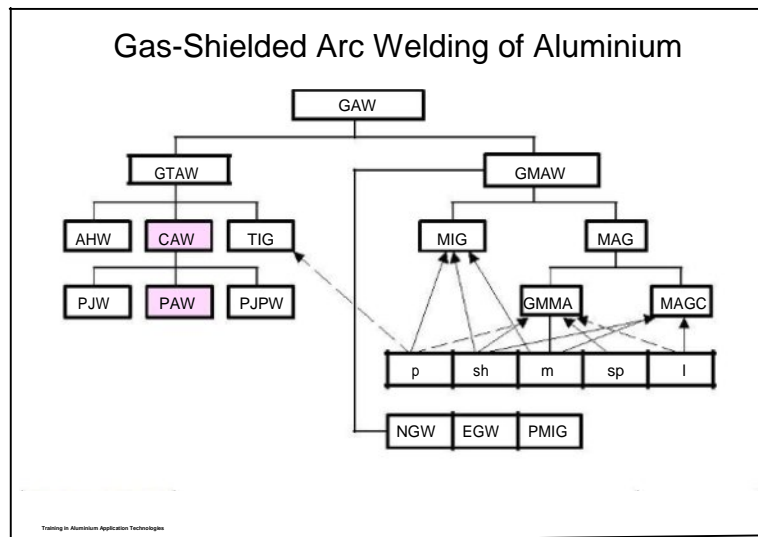 Gas-Shielded Arc Welding of Aluminium
GAW
GTAW GMAW
AHW CAW TIG MIG MAG
PJW PAW PJPW GMMA MAGC
p sh m sp l
NGW EGW PMIG
Training in Aluminium Application Technologies